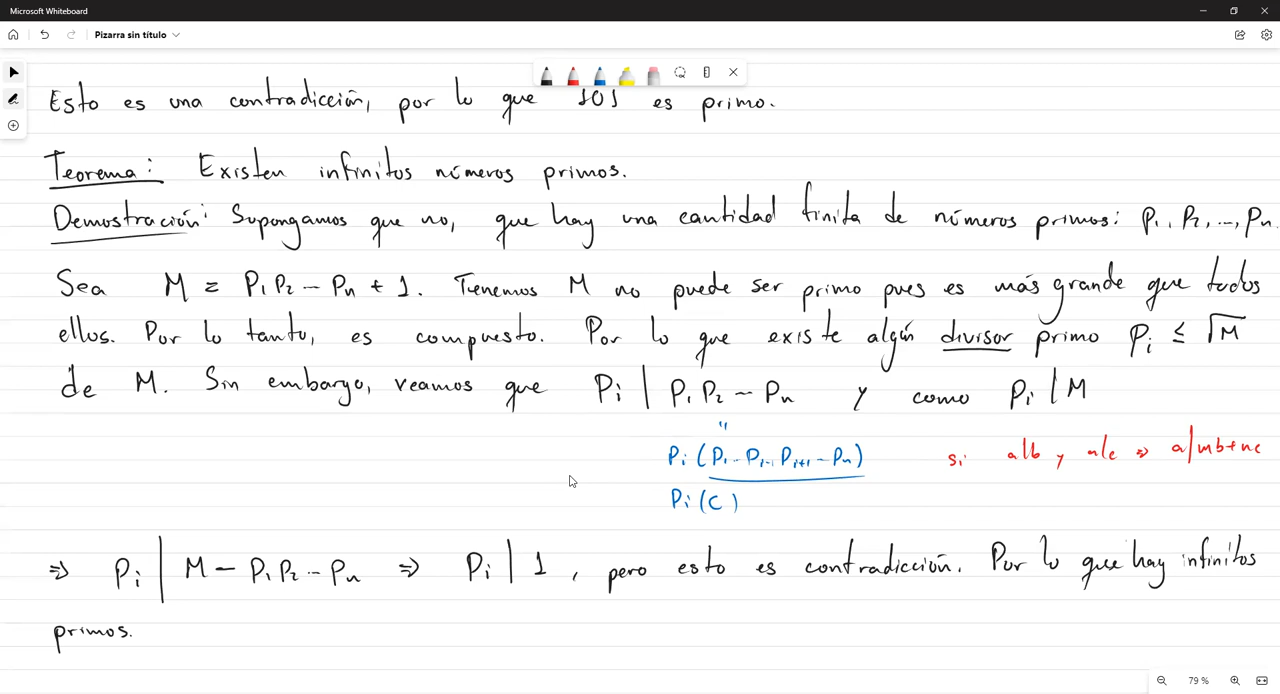 Microsoft Whiteboard
Pizarra sin título
Esto es una contradicción, por lo que 101 es primo.
Teorema: Existen infinitos números primos.
Demostración: Supongamos que no, que hay una cantidad finita de números primos: P₁, P₂, ..., Pn.
Sea M = P₁P₂ … Pn + 1. Tenemos M no puede ser primo pues es más grande que todos
ellos. Por lo tanto, es compuesto. Por lo que existe algún divisor primo Pi ≤ √M
de M. Sin embargo, veamos que Pi | P₁P₂ … Pn y como Pi | M
"
Pi (P₁ … Pi-1 Pi+1 … Pn) si a|b y a|c ⇒ a|mb+nc
Pi (C)
⇒ Pi | M − P₁P₂ … Pn ⇒ Pi | 1, pero esto es contradicción. Por lo que hay infinitos
primos.
79 %